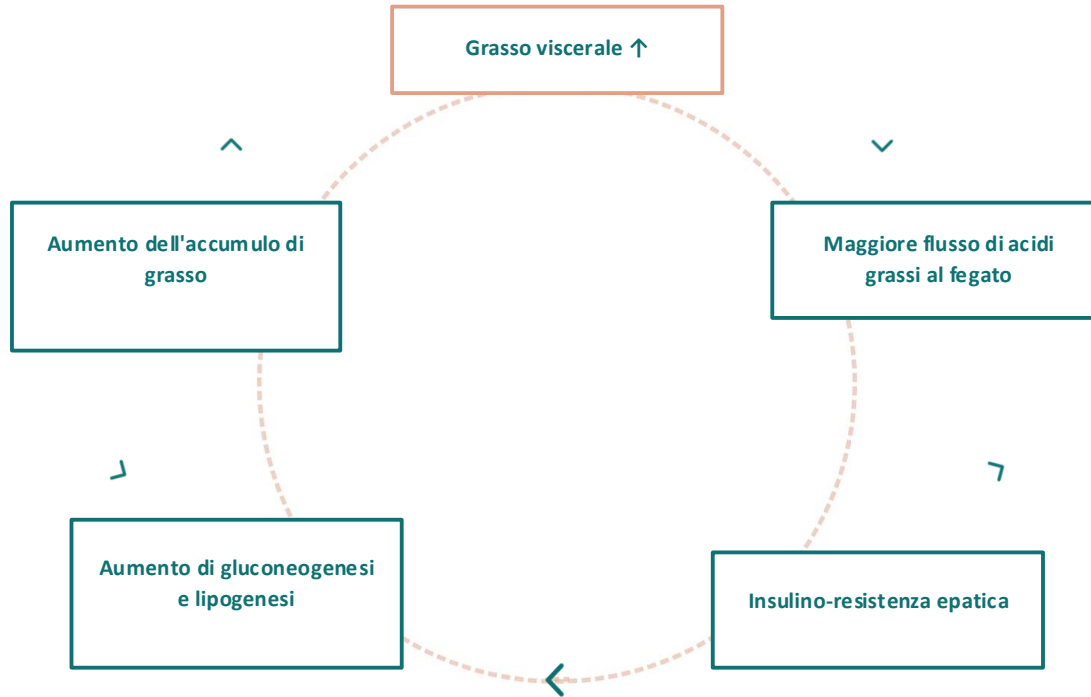 Grasso viscerale ↑
Maggiore flusso di acidi
grassi al fegato
Insulino-resistenza epatica
Aumento di gluconeogenesi
e lipogenesi
Aumento dell'accumulo di
grasso